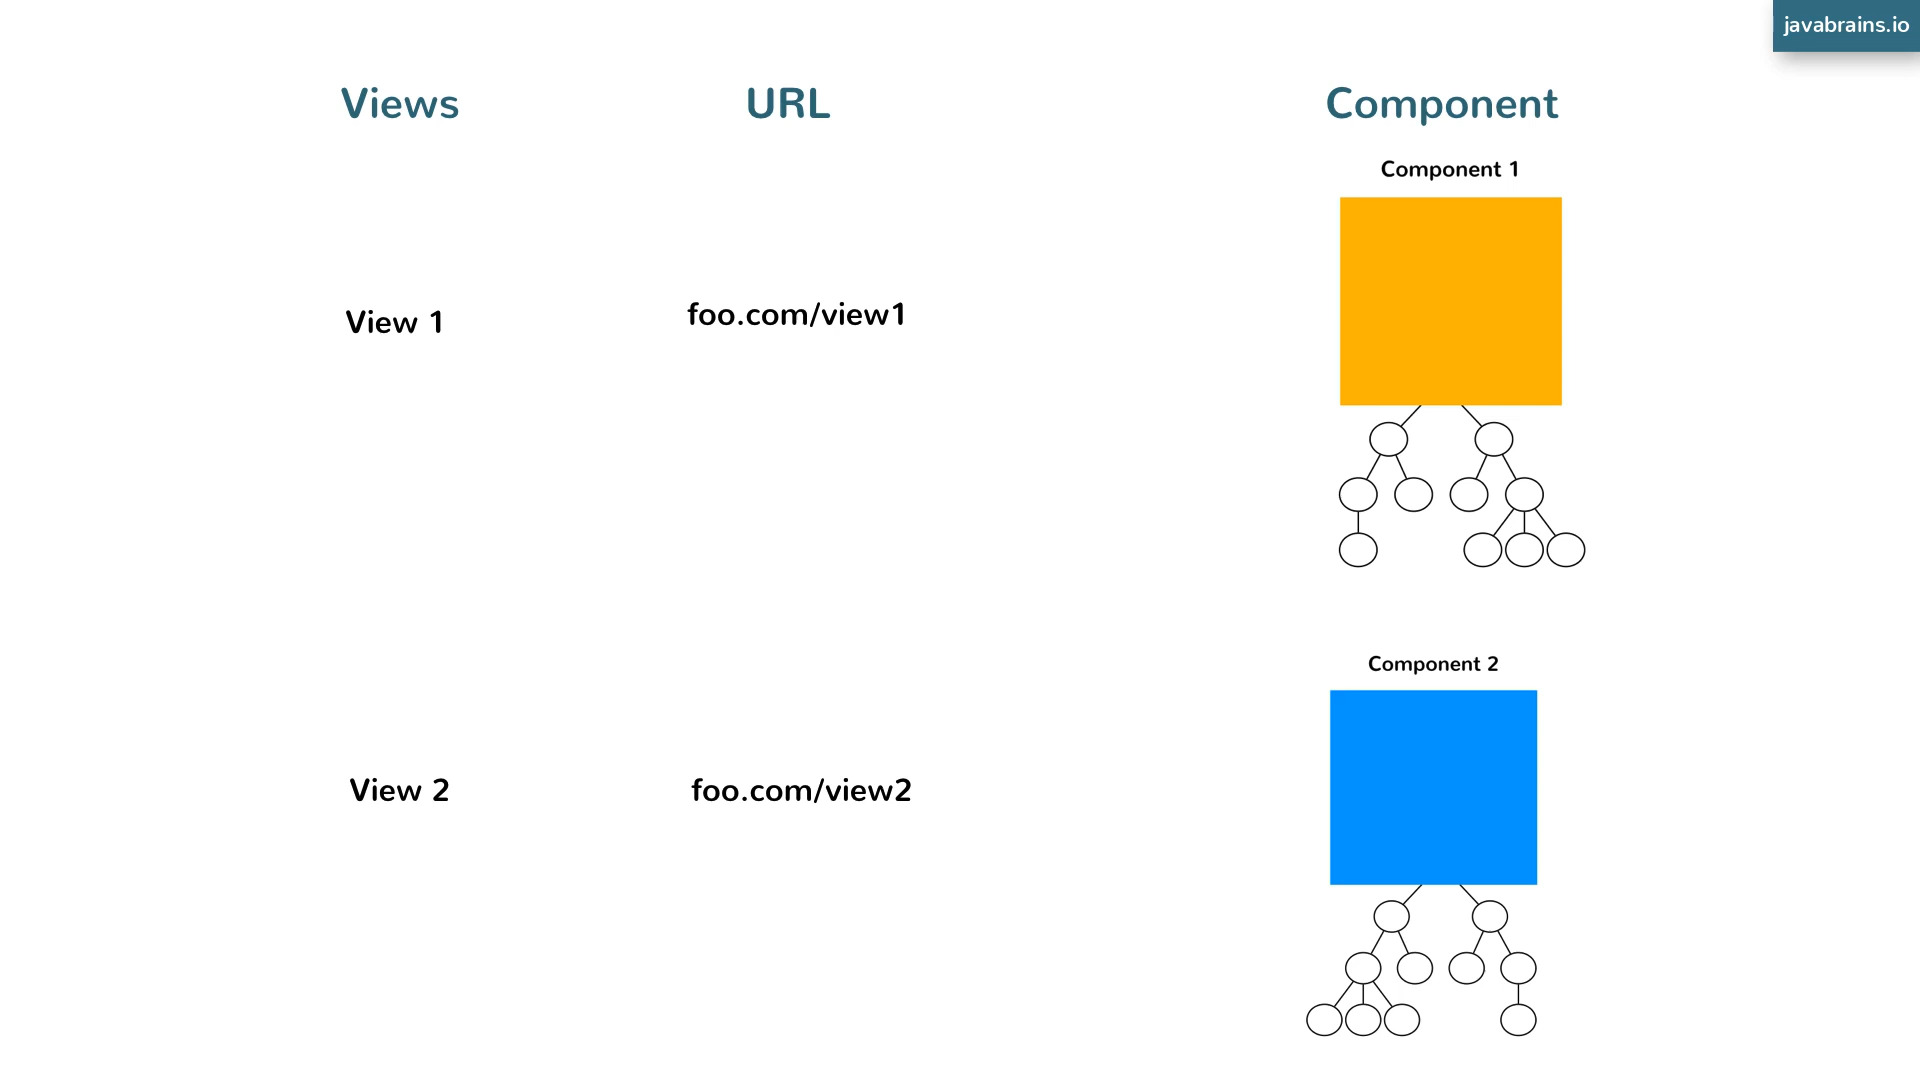 javabrains.io
Views
URL
Component
Component 1
View 1
foo.com/view1
Component 2
View 2
foo.com/view2